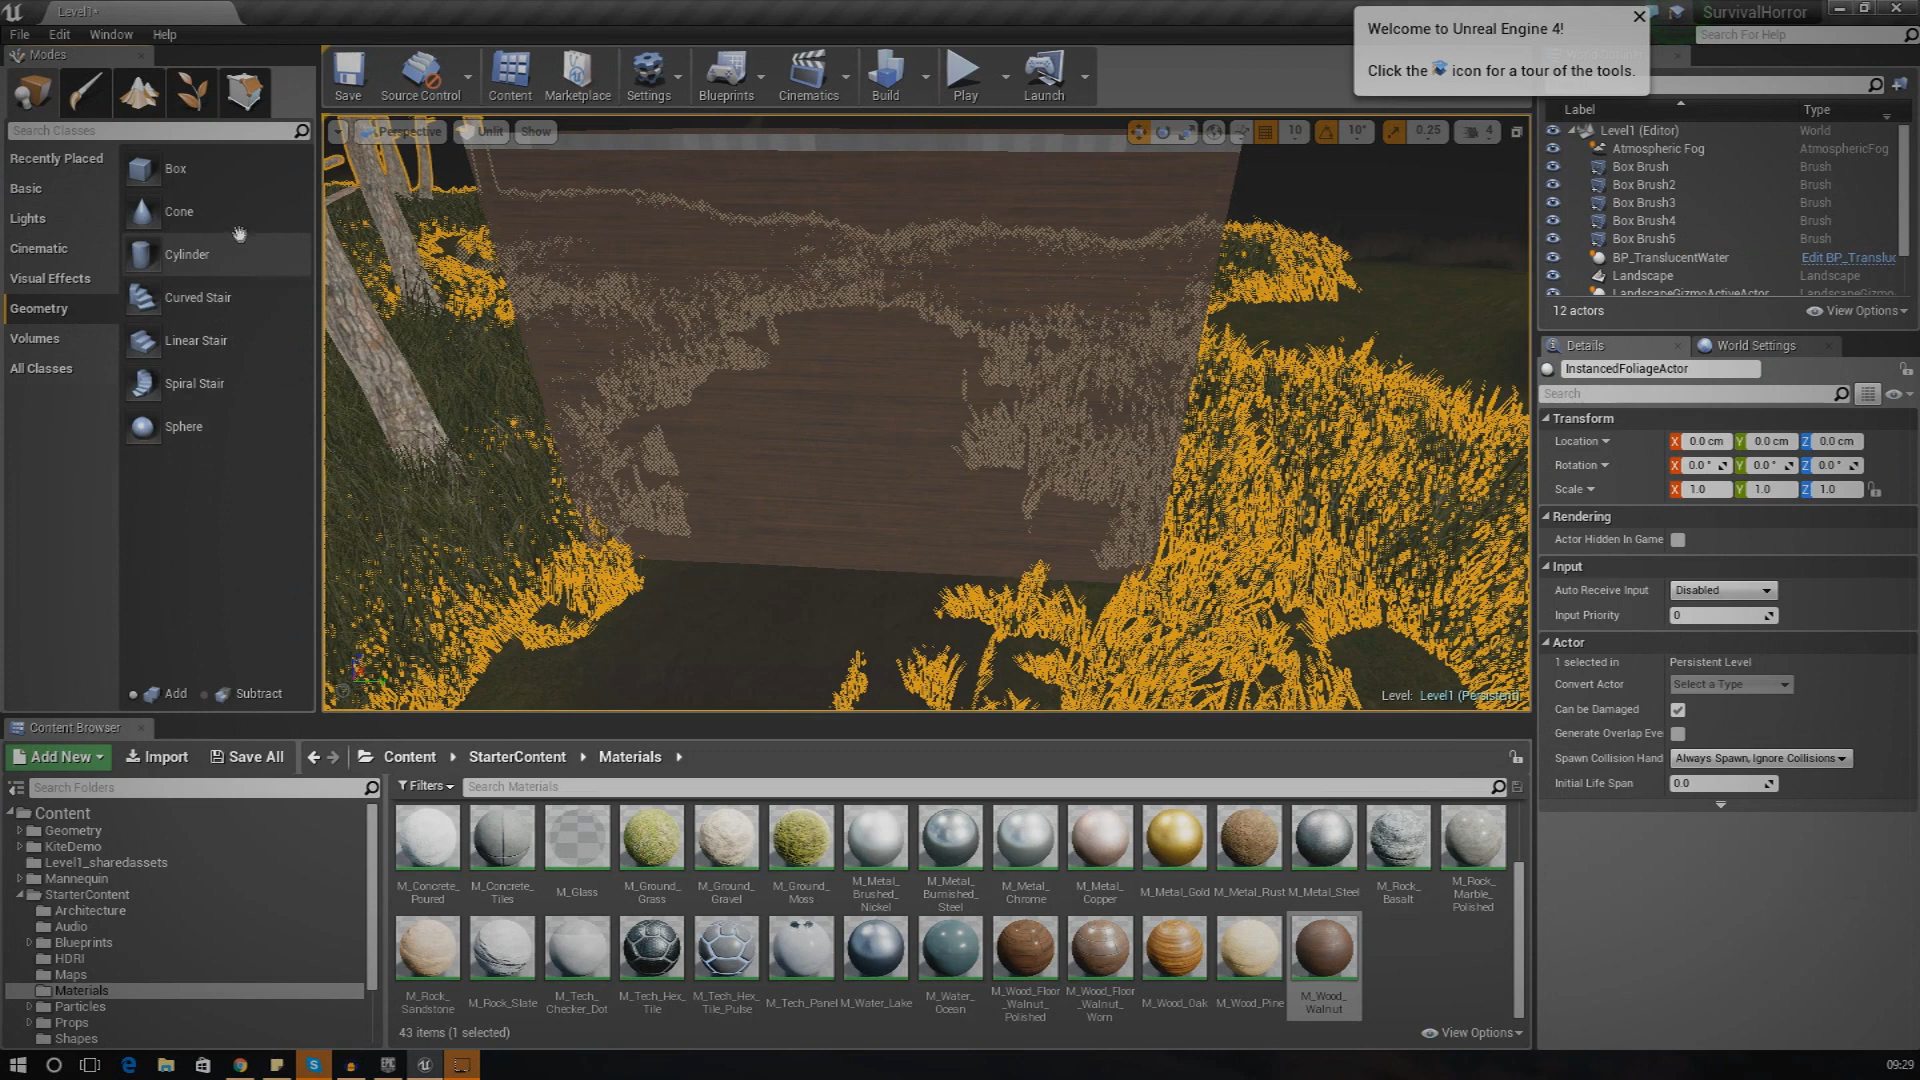 Level1*
SurvivalHorror
File Edit Window Help
Search For Help
Welcome to Unreal Engine 4!
Click the icon for a tour of the tools.
Modes
Save
Source Control
Content
Marketplace
Settings
Blueprints
Cinematics
Build
Play
Launch
Search Classes
Recently Placed
Basic
Lights
Cinematic
Visual Effects
Geometry
Volumes
All Classes
Box
Cone
Cylinder
Curved Stair
Linear Stair
Spiral Stair
Sphere
Add
Subtract
Perspective
Unlit
Show
10
10°
0.25
4
Level: Level1 (Persistent)
Label Type
Level1 (Editor) World
Atmospheric Fog AtmosphericFog
Box Brush Brush
Box Brush2 Brush
Box Brush3 Brush
Box Brush4 Brush
Box Brush5 Brush
BP_TranslucentWater Edit BP_Transluc
Landscape Landscape
LandscapeGizmoActiveActor LandscapeGizmo
12 actors View Options
Details World Settings
InstancedFoliageActor
Search
Transform
Location X 0.0 cm Y 0.0 cm Z 0.0 cm
Rotation X 0.0 ° Y 0.0 ° Z 0.0 °
Scale X 1.0 Y 1.0 Z 1.0
Rendering
Actor Hidden In Game
Input
Auto Receive Input Disabled
Input Priority 0
Actor
1 selected in Persistent Level
Convert Actor Select a Type
Can be Damaged
Generate Overlap Eve
Spawn Collision Hand Always Spawn, Ignore Collisions
Initial Life Span 0.0
Content Browser
Add New Import Save All Content StarterContent Materials
Search Folders
Filters Search Materials
Content
Geometry
KiteDemo
Level1_sharedassets
Mannequin
StarterContent
Architecture
Audio
Blueprints
HDRI
Maps
Materials
Particles
Props
Shapes
M_Concrete_Poured
M_Concrete_Tiles
M_Glass
M_Ground_Grass
M_Ground_Gravel
M_Ground_Moss
M_Metal_Brushed_Nickel
M_Metal_Burnished_Steel
M_Metal_Chrome
M_Metal_Copper
M_Metal_Gold
M_Metal_Rust
M_Metal_Steel
M_Rock_Basalt
M_Rock_Marble_Polished
M_Rock_Sandstone
M_Rock_Slate
M_Tech_Checker_Dot
M_Tech_Hex_Tile
M_Tech_Hex_Tile_Pulse
M_Tech_Panel
M_Water_Lake
M_Water_Ocean
M_Wood_Floor_Walnut_Polished
M_Wood_Floor_Walnut_Worn
M_Wood_Oak
M_Wood_Pine
M_Wood_Walnut
43 items (1 selected) View Options
09:29